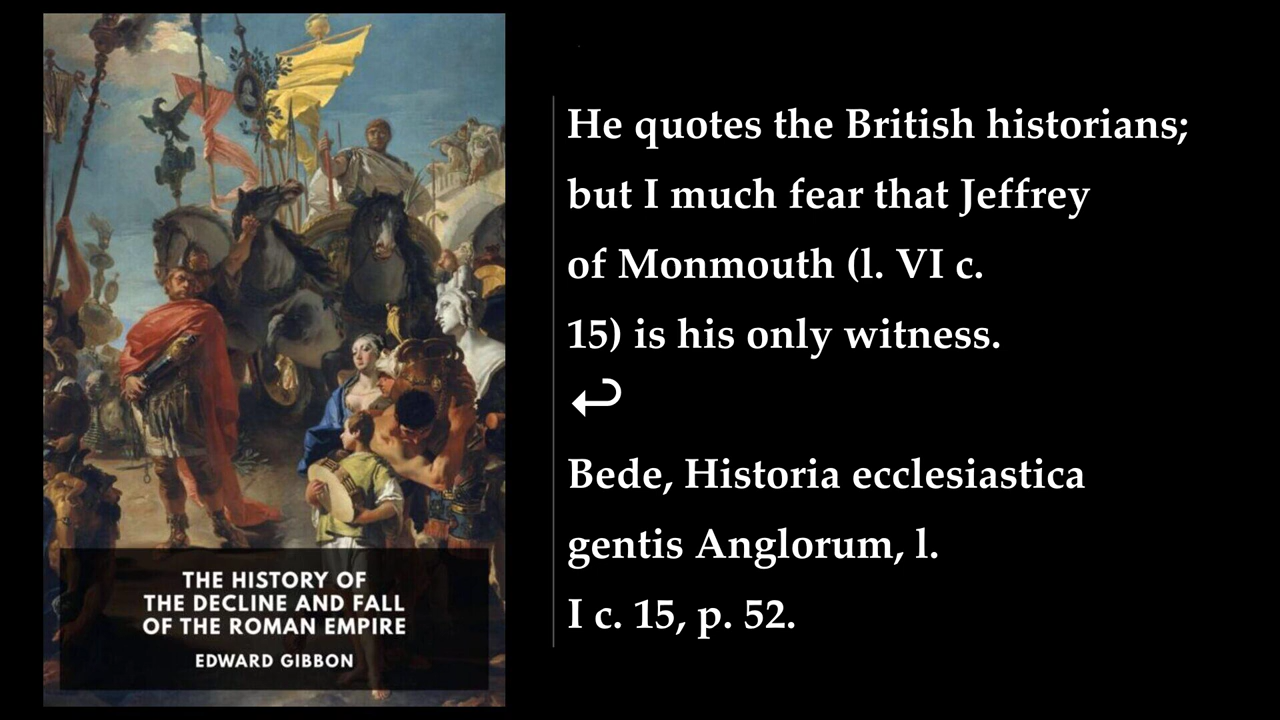 THE HISTORY OF
THE DECLINE AND FALL
OF THE ROMAN EMPIRE
EDWARD GIBBON
He quotes the British historians;
but I much fear that Jeffrey
of Monmouth (l. VI c.
15) is his only witness.
↩
Bede, Historia ecclesiastica
gentis Anglorum, l.
I c. 15, p. 52.